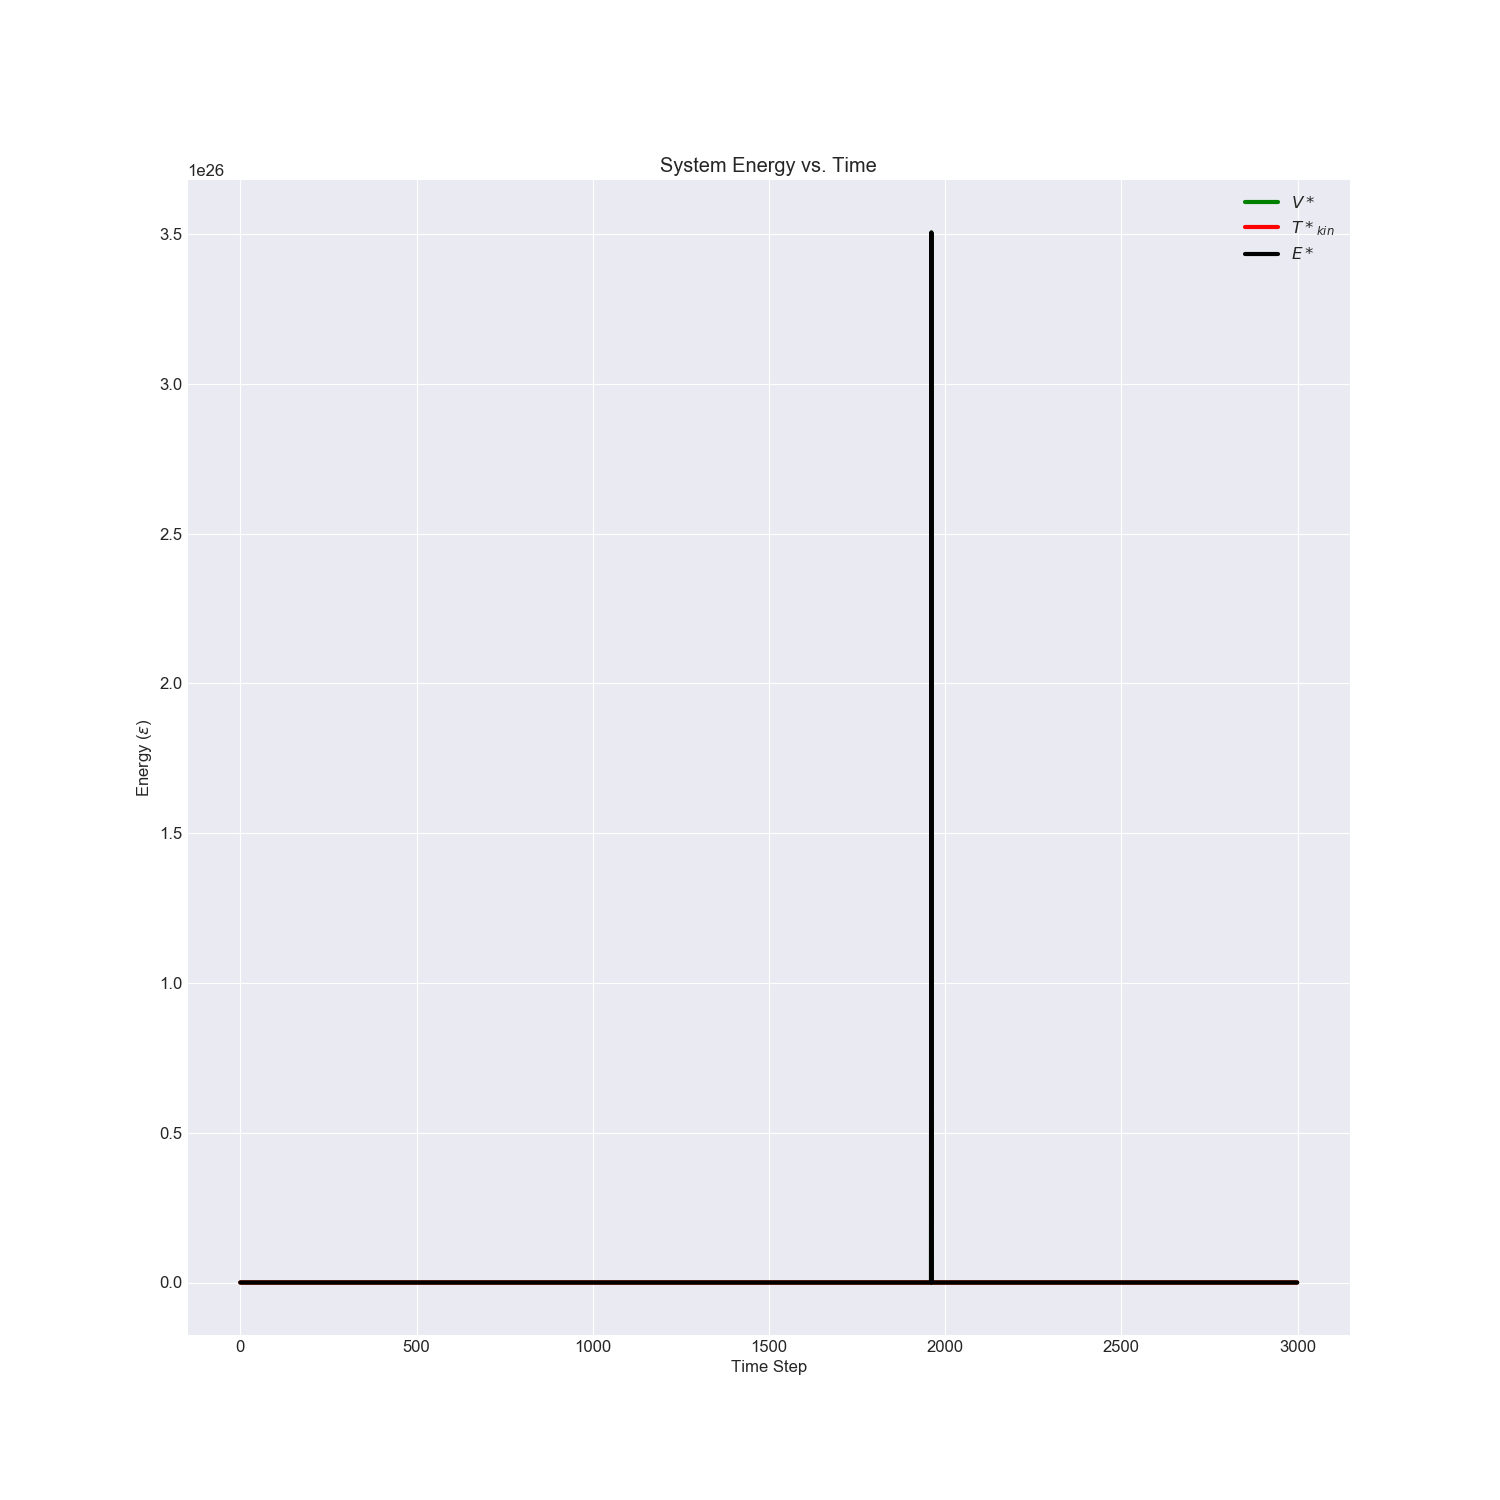 System Energy vs. Time
1e26
V*
T*kin
E*
3.5
3.0
2.5
2.0
1.5
1.0
0.5
0.0
Energy (ε)
0 500 1000 1500 2000 2500 3000
Time Step